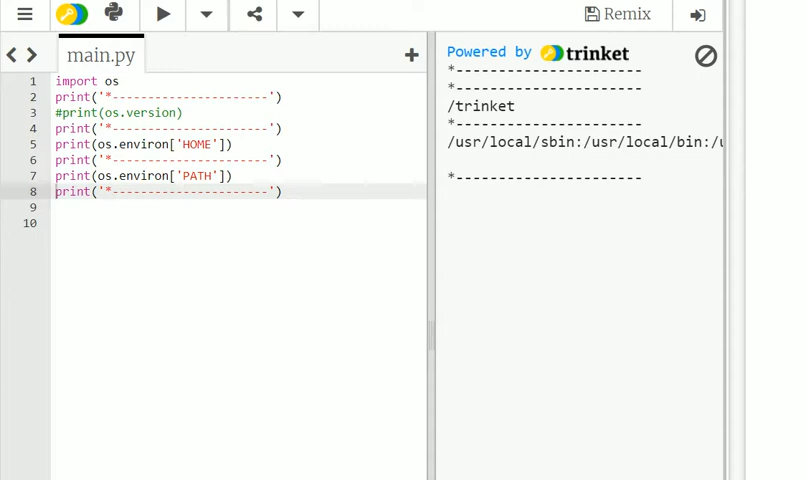 Remix
main.py
+
1 import os
2 print('*----------------------')
3 #print(os.version)
4 print('*----------------------')
5 print(os.environ['HOME'])
6 print('*----------------------')
7 print(os.environ['PATH'])
8 print('*----------------------')
9
10
Powered by trinket
*-----------------------
*-----------------------
/trinket
*-----------------------
/usr/local/sbin:/usr/local/bin:/u
*-----------------------